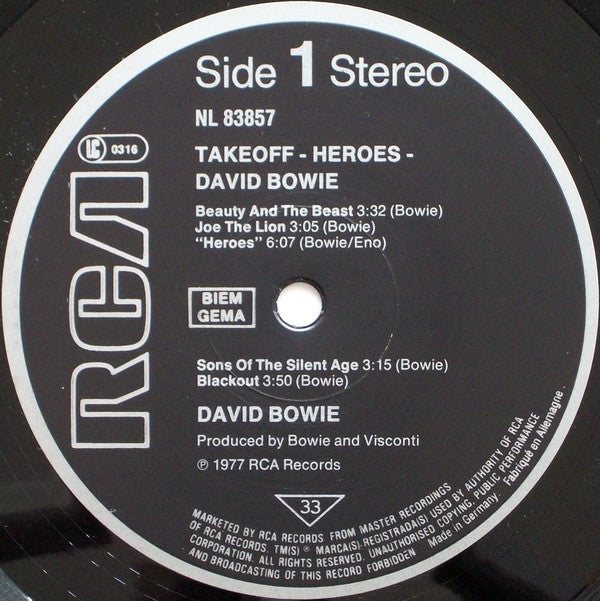 Side 1 Stereo
NL 83857
LC 0316
TAKEOFF - HEROES -
DAVID BOWIE
Beauty And The Beast 3:32 (Bowie)
Joe The Lion 3:05 (Bowie)
“Heroes” 6:07 (Bowie/Eno)
RCA
BIEM
GEMA
Sons Of The Silent Age 3:15 (Bowie)
Blackout 3:50 (Bowie)
DAVID BOWIE
Produced by Bowie and Visconti
℗ 1977 RCA Records
33
MARKETED BY RCA RECORDS FROM MASTER RECORDINGS
OF RCA RECORDS. TM(S) ® MARCA(S)-REGISTRADA(S) USED BY AUTHORITY OF RCA
CORPORATION. ALL RIGHTS RESERVED. UNAUTHORISED COPYING, PUBLIC PERFORMANCE
AND BROADCASTING OF THIS RECORD FORBIDDEN
Made in Germany.
Fabriqué en Allemagne